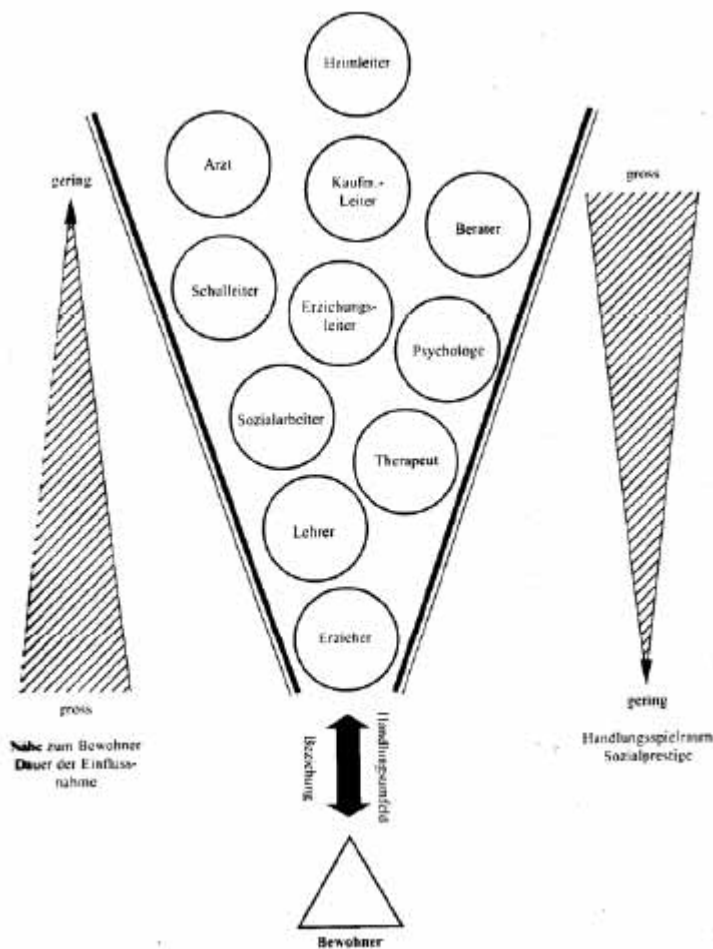 Heimleiter
Arzt
Kaufm.-
Leiter
Berater
gering
gross
Schulleiter
Erziehungs-
leiter
Psychologe
Sozialarbeiter
Therapeut
Lehrer
Erzieher
gross
gering
Nähe zum Bewohner
Dauer der Einfluss-
nahme
Handlungsspielraum
Sozialprestige
Beziehung
Handlungsumfeld
Bewohner